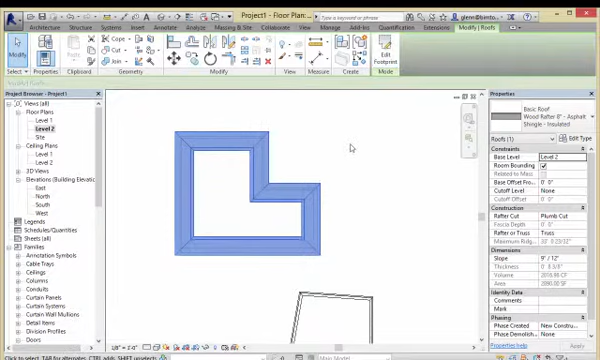 Project1 - Floor Plan:
Type a keyword or phrase
Architecture
Structure
Systems
Insert
Annotate
Analyze
Massing & Site
Collaborate
View
Manage
Add-Ins
Quantification
Extensions
Modify | Roofs
Modify
Paste
Cope
Cut
Join
Edit
Footprint
Select
Properties
Clipboard
Geometry
Modify
View
Measure
Create
Mode
Modify | Roofs
Project Browser - Project1
Views (all)
Floor Plans
Level 1
Level 2
Site
Ceiling Plans
Level 1
Level 2
3D Views
Elevations (Building Elevation
East
North
South
West
Legends
Schedules/Quantities
Sheets (all)
Families
Annotation Symbols
Cable Trays
Ceilings
Columns
Conduits
Curtain Panels
Curtain Systems
Curtain Wall Mullions
Detail Items
Division Profiles
Properties
Basic Roof
Wood Rafter 8" - Asphalt
Shingle - Insulated
Roofs (1)
Edit Type
Constraints
Base Level
Level 2
Room Bounding
Related to Mass
Base Offset Fro...
0' 0"
Cutoff Level
None
Cutoff Offset
0' 0"
Construction
Rafter Cut
Plumb Cut
Fascia Depth
0' 0"
Rafter or Truss
Truss
Maximum Ridg...
Dimensions
Slope
9" / 12"
Thickness
Volume
Area
Identity Data
Comments
Mark
Phasing
Phase Created
New Constru...
Phase Demolish...
None
Properties help
Apply
1/8" = 1'-0"
Main Model